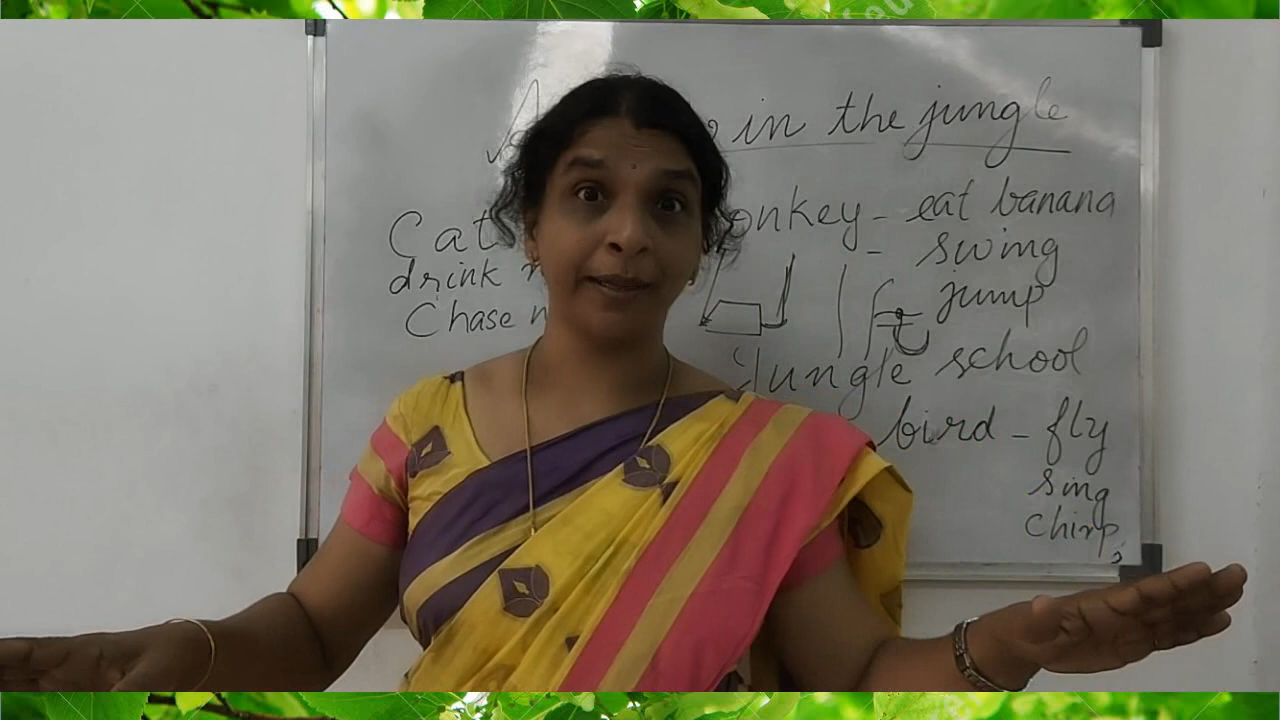 in the jungle
Cat onkey - eat banana
drink - swing
Chase jump
Jungle school
bird - fly
sing
chirp